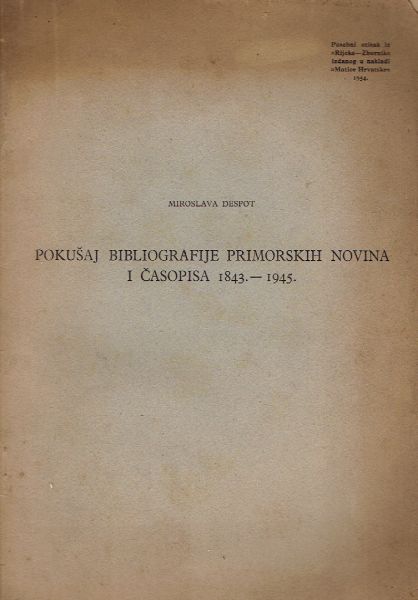 Posebni otisak iz
»Rijeka—Zbornik«
izdanog u nakladi
»Matice Hrvatske«
1954.
MIROSLAVA DESPOT
POKUŠAJ BIBLIOGRAFIJE PRIMORSKIH NOVINA
I ČASOPISA 1843.—1945.